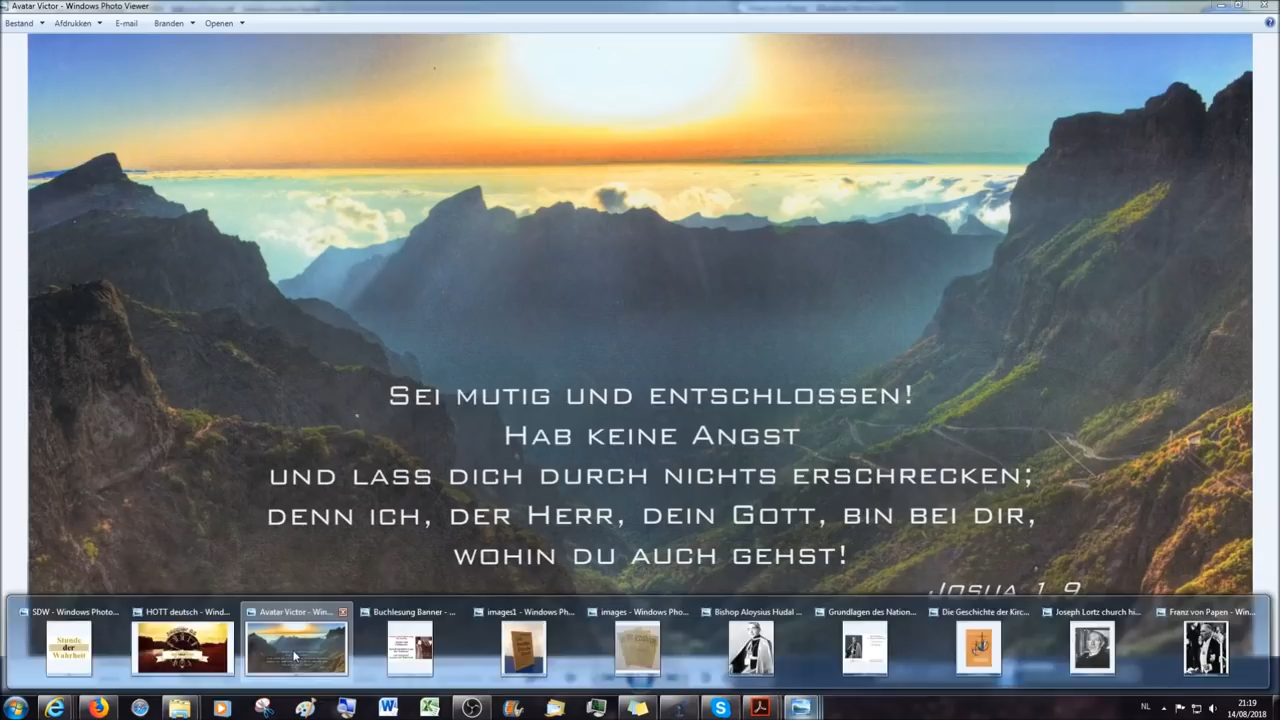 Avatar Victor - Windows Photo Viewer
Bestand Afdrukken E-mail Branden Openen
Sei mutig und entschlossen!
Hab keine Angst
und lass dich durch nichts erschrecken;
denn ich, der Herr, dein Gott, bin bei dir,
wohin du auch gehst!
Josua 1,9
SDW - Windows Photo... HOTT deutsch - Wind... Avatar Victor - Win... Buchlesung Banner - ... images1 - Windows Ph... images - Windows Pho... Bishop Aloysius Hudal ... Grundlagen des Nation... Die Geschichte der Kirc... Joseph Lortz church hi... Franz von Papen - Win...
Stunde
der
Wahrheit
NL 21:19
14/08/2018